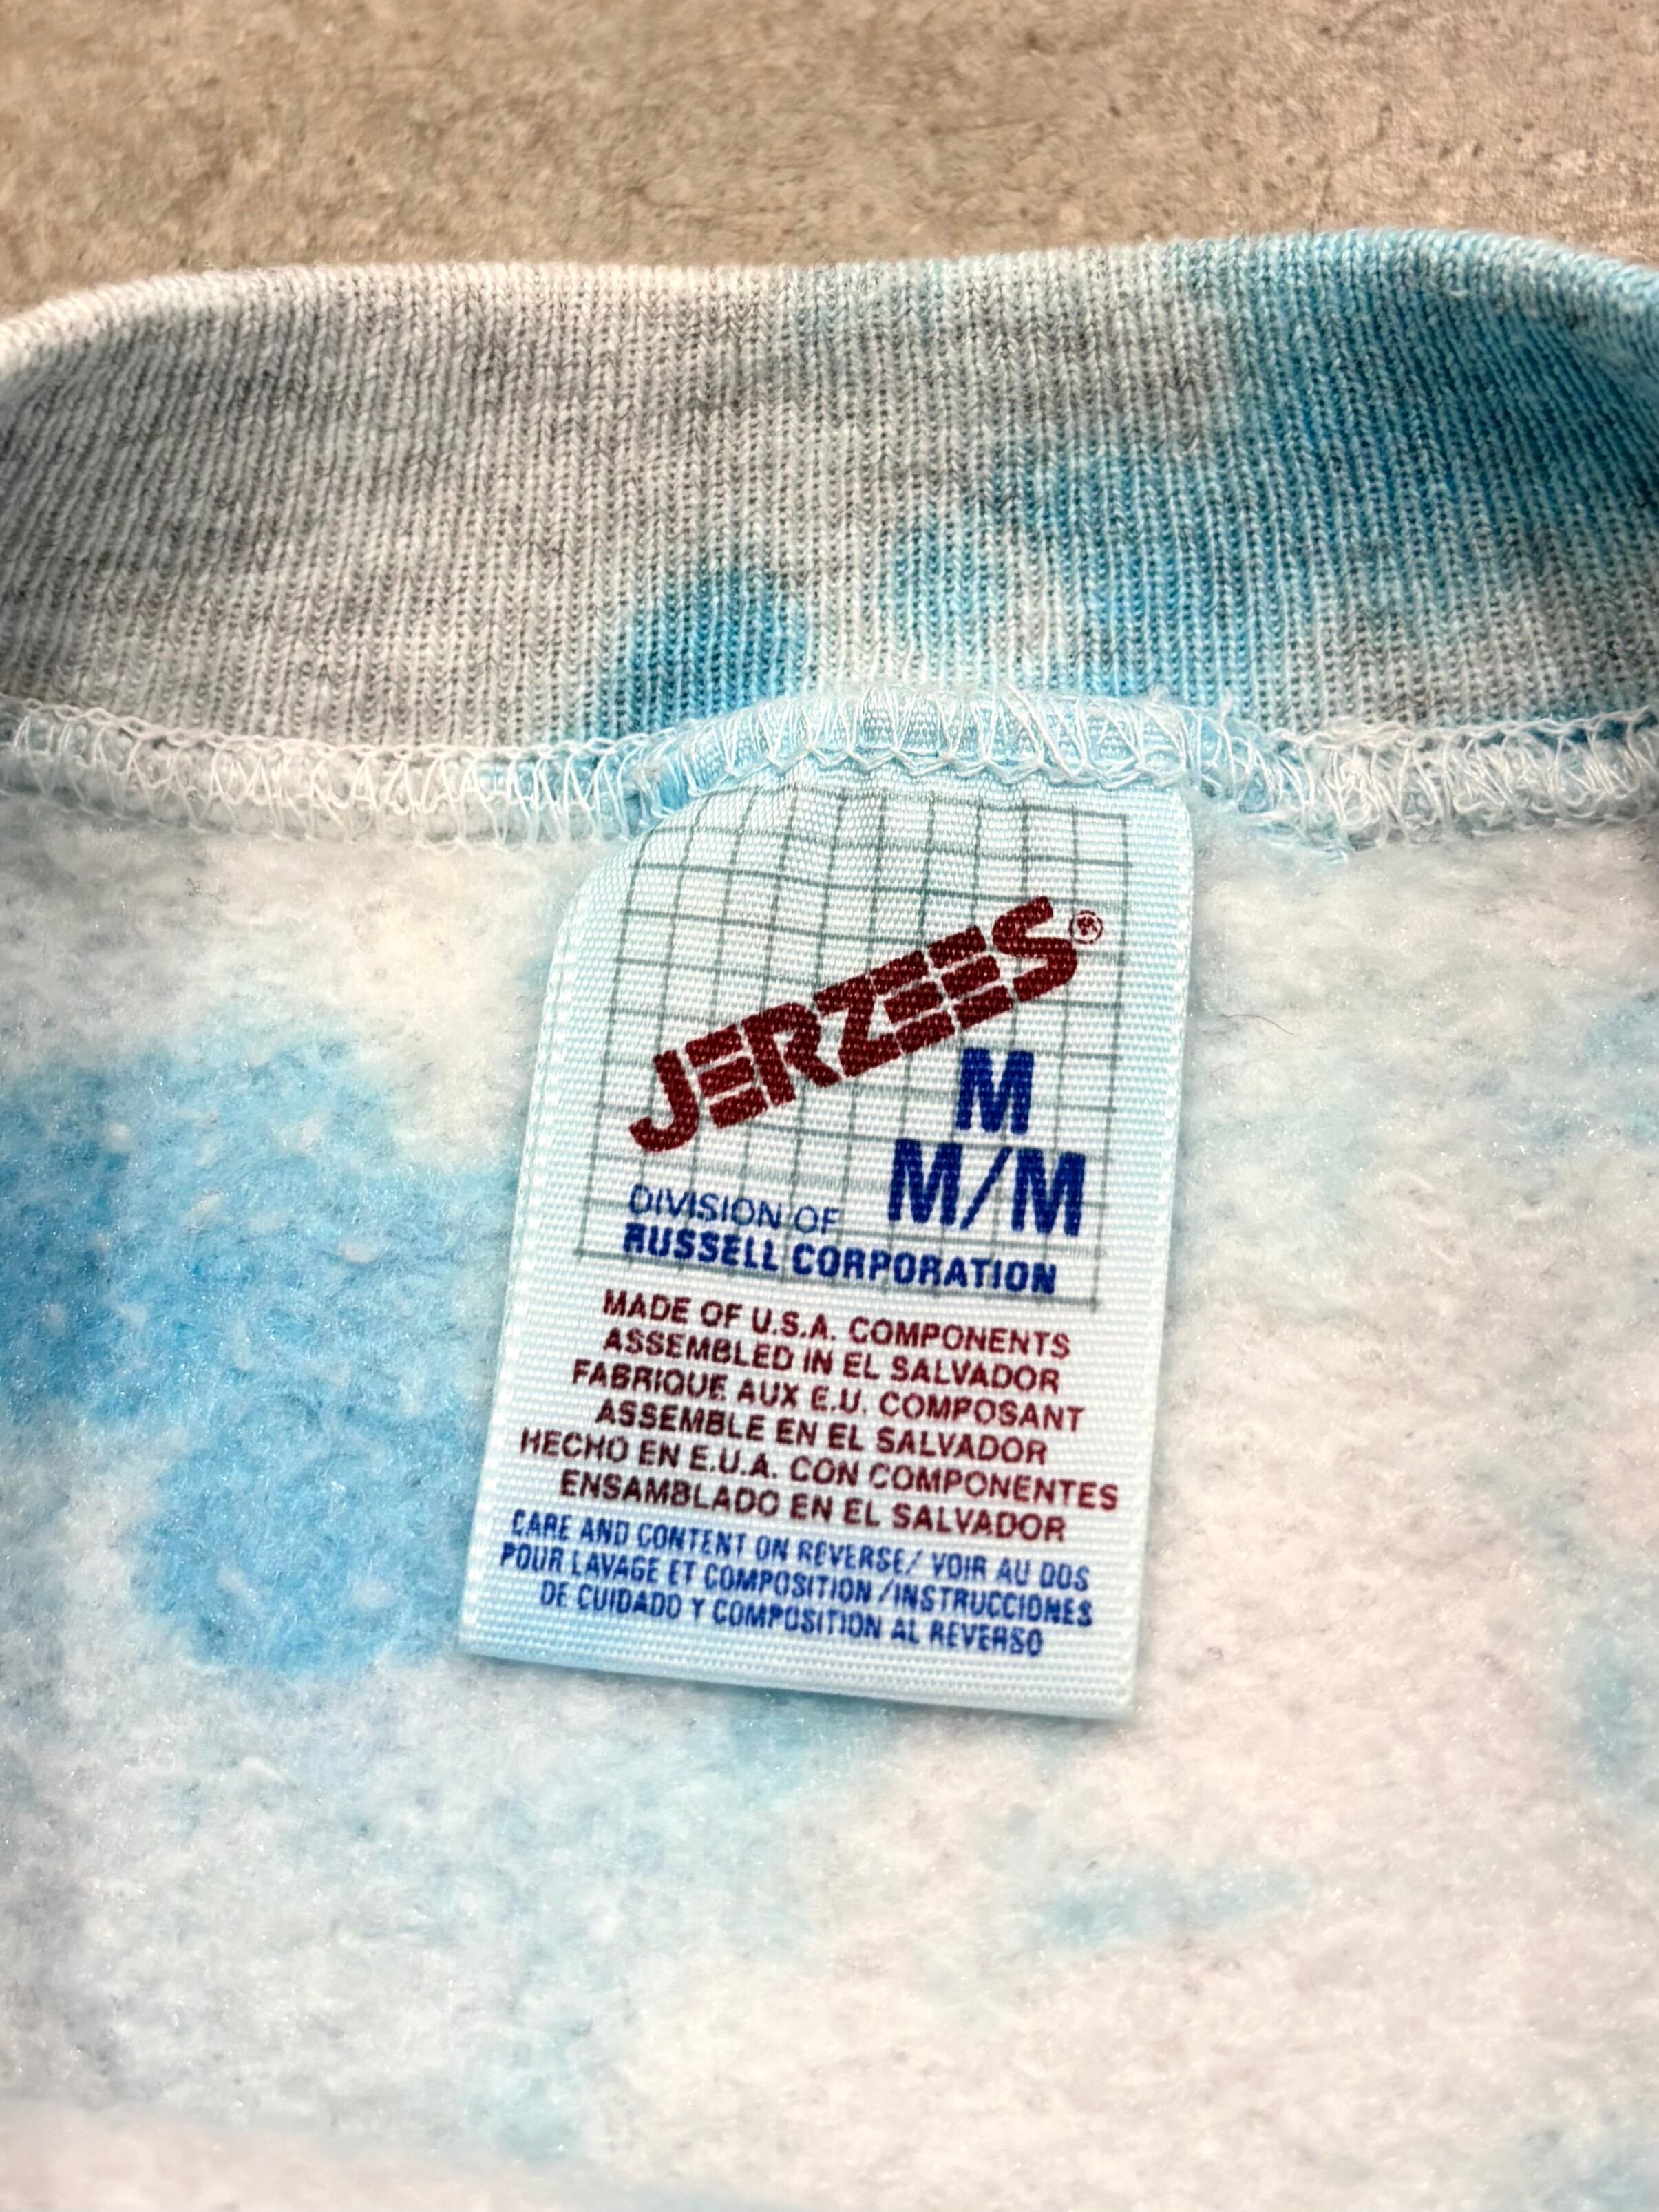 JERZEES®
M
M/M
DIVISION OF
RUSSELL CORPORATION
MADE OF U.S.A. COMPONENTS
ASSEMBLED IN EL SALVADOR
FABRIQUE AUX E.U. COMPOSANT
ASSEMBLE EN EL SALVADOR
HECHO EN E.U.A. CON COMPONENTES
ENSAMBLADO EN EL SALVADOR
CARE AND CONTENT ON REVERSE/ VOIR AU DOS
POUR LAVAGE ET COMPOSITION /INSTRUCCIONES
DE CUIDADO Y COMPOSITION AL REVERSO